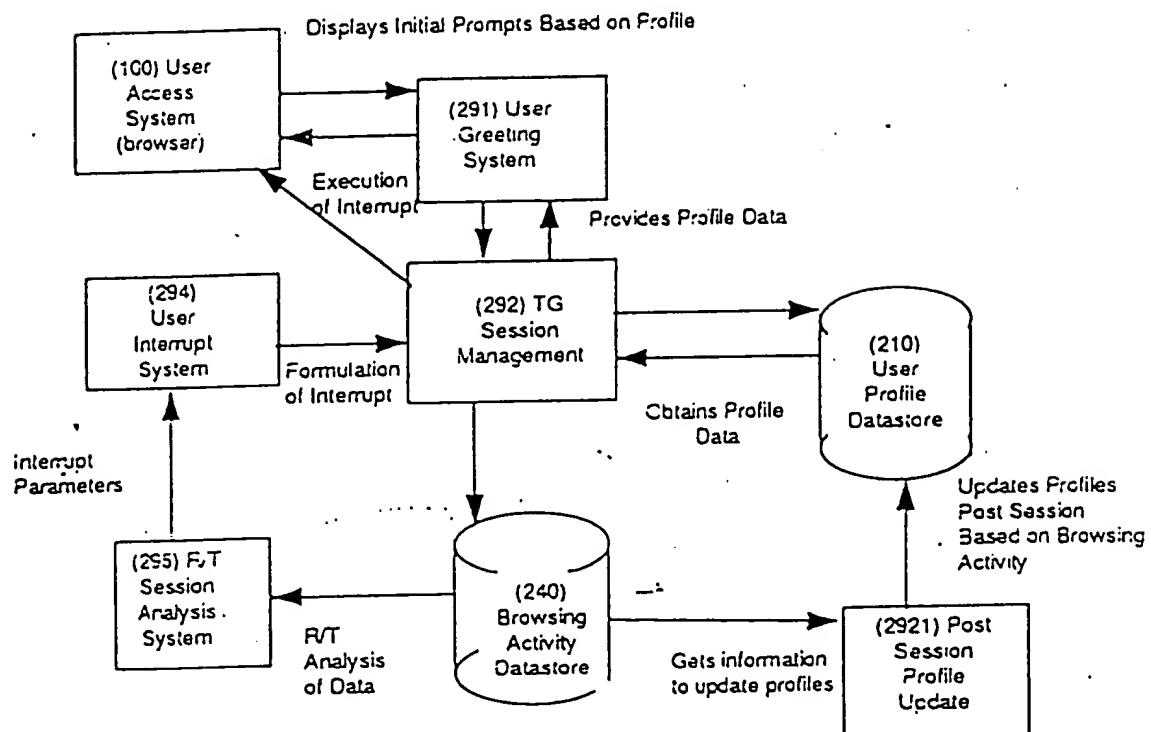 Displays Initial Prompts Based on Profile
(100) User
Access
System
(browser)
(291) User
Greeting
System
Execution
of Interrupt
Provides Profile Data
(294)
User
Interrupt
System
Formulation
of Interrupt
(292) TG
Session
Management
(210)
User
Profile
Datastore
Obtains Profile
Data
Interrupt
Parameters
Updates Profiles
Post Session
Based on Browsing
Activity
(295) R/T
Session
Analysis
System
R/T
Analysis
of Data
(240)
Browsing
Activity
Datastore
Gets information
to update profiles
(2921) Post
Session
Profile
Update